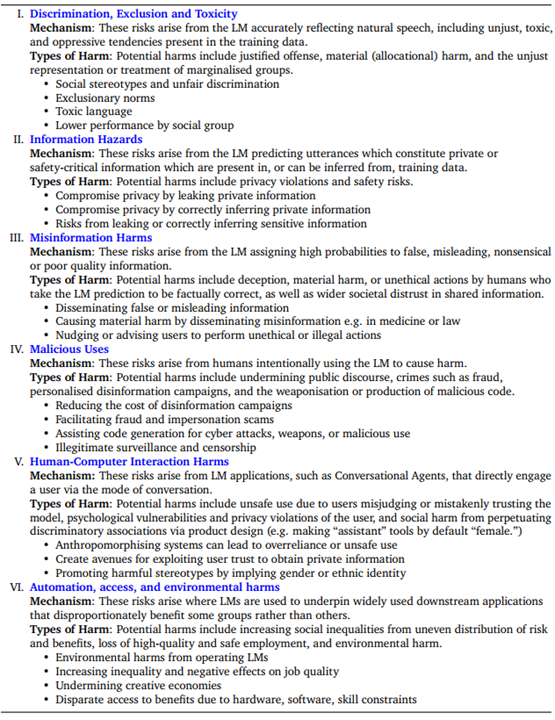 I. Discrimination, Exclusion and Toxicity
Mechanism: These risks arise from the LM accurately reflecting natural speech, including unjust, toxic,
and oppressive tendencies present in the training data.
Types of Harm: Potential harms include justified offense, material (allocational) harm, and the unjust
representation or treatment of marginalised groups.
• Social stereotypes and unfair discrimination
• Exclusionary norms
• Toxic language
• Lower performance by social group
II. Information Hazards
Mechanism: These risks arise from the LM predicting utterances which constitute private or
safety-critical information which are present in, or can be inferred from, training data.
Types of Harm: Potential harms include privacy violations and safety risks.
• Compromise privacy by leaking private information
• Compromise privacy by correctly inferring private information
• Risks from leaking or correctly inferring sensitive information
III. Misinformation Harms
Mechanism: These risks arise from the LM assigning high probabilities to false, misleading, nonsensical
or poor quality information.
Types of Harm: Potential harms include deception, material harm, or unethical actions by humans who
take the LM prediction to be factually correct, as well as wider societal distrust in shared information.
• Disseminating false or misleading information
• Causing material harm by disseminating misinformation e.g. in medicine or law
• Nudging or advising users to perform unethical or illegal actions
IV. Malicious Uses
Mechanism: These risks arise from humans intentionally using the LM to cause harm.
Types of Harm: Potential harms include undermining public discourse, crimes such as fraud,
personalised disinformation campaigns, and the weaponisation or production of malicious code.
• Reducing the cost of disinformation campaigns
• Facilitating fraud and impersonation scams
• Assisting code generation for cyber attacks, weapons, or malicious use
• Illegitimate surveillance and censorship
V. Human-Computer Interaction Harms
Mechanism: These risks arise from LM applications, such as Conversational Agents, that directly engage
a user via the mode of conversation.
Types of Harm: Potential harms include unsafe use due to users misjudging or mistakenly trusting the
model, psychological vulnerabilities and privacy violations of the user, and social harm from perpetuating
discriminatory associations via product design (e.g. making “assistant” tools by default “female.”)
• Anthropomorphising systems can lead to overreliance or unsafe use
• Create avenues for exploiting user trust to obtain private information
• Promoting harmful stereotypes by implying gender or ethnic identity
VI. Automation, access, and environmental harms
Mechanism: These risks arise where LMs are used to underpin widely used downstream applications
that disproportionately benefit some groups rather than others.
Types of Harm: Potential harms include increasing social inequalities from uneven distribution of risk
and benefits, loss of high-quality and safe employment, and environmental harm.
• Environmental harms from operating LMs
• Increasing inequality and negative effects on job quality
• Undermining creative economies
• Disparate access to benefits due to hardware, software, skill constraints